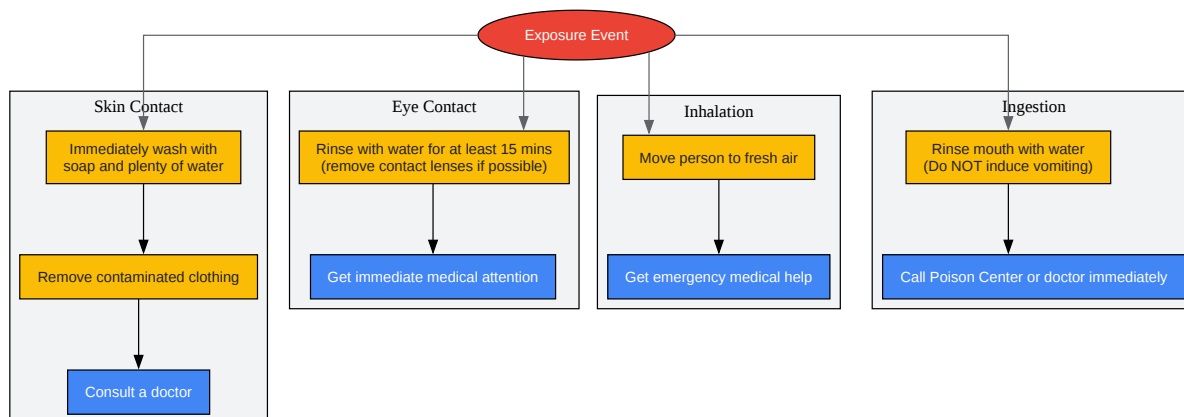 Exposure Event
Skin Contact
Immediately wash with
soap and plenty of water
Remove contaminated clothing
Consult a doctor
Eye Contact
Rinse with water for at least 15 mins
(remove contact lenses if possible)
Get immediate medical attention
Inhalation
Move person to fresh air
Get emergency medical help
Ingestion
Rinse mouth with water
(Do NOT induce vomiting)
Call Poison Center or doctor immediately